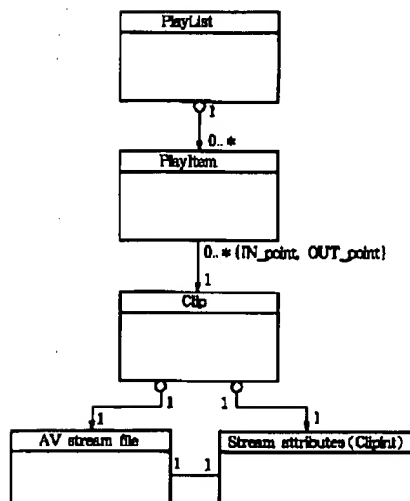 PlayList
1
0..*
PlayItem
0..* {IN_point, OUT_point}
1
Clip
1 1
1 1
AV stream file
Stream attributes (ClipInf)
1 1